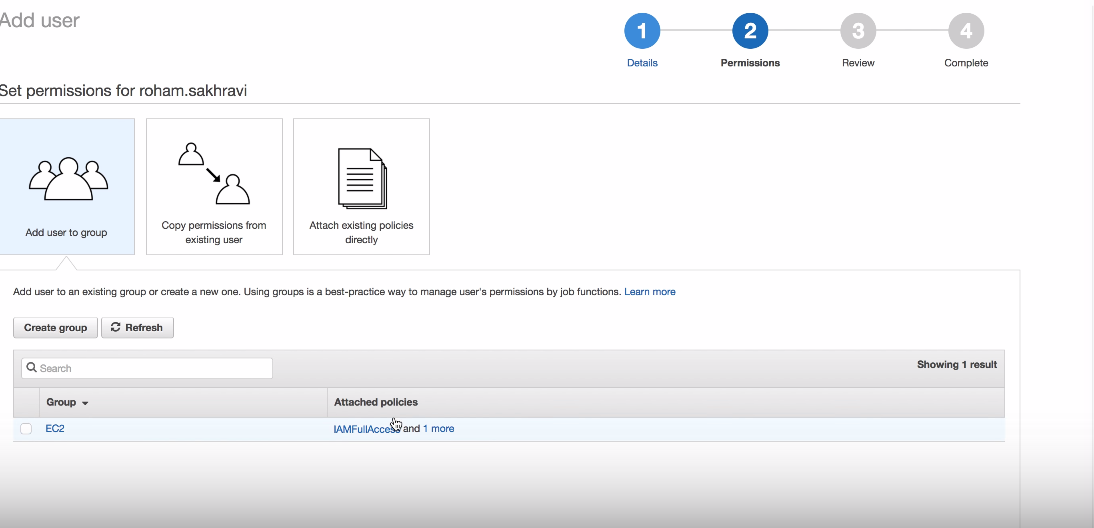 Add user
1
2
3
4
Details
Permissions
Review
Complete
Set permissions for roham.sakhravi
Add user to group
Copy permissions from
existing user
Attach existing policies
directly
Add user to an existing group or create a new one. Using groups is a best-practice way to manage user's permissions by job functions. Learn more
Create group
Refresh
Search
Showing 1 result
Group
Attached policies
EC2
IAMFullAccess and 1 more